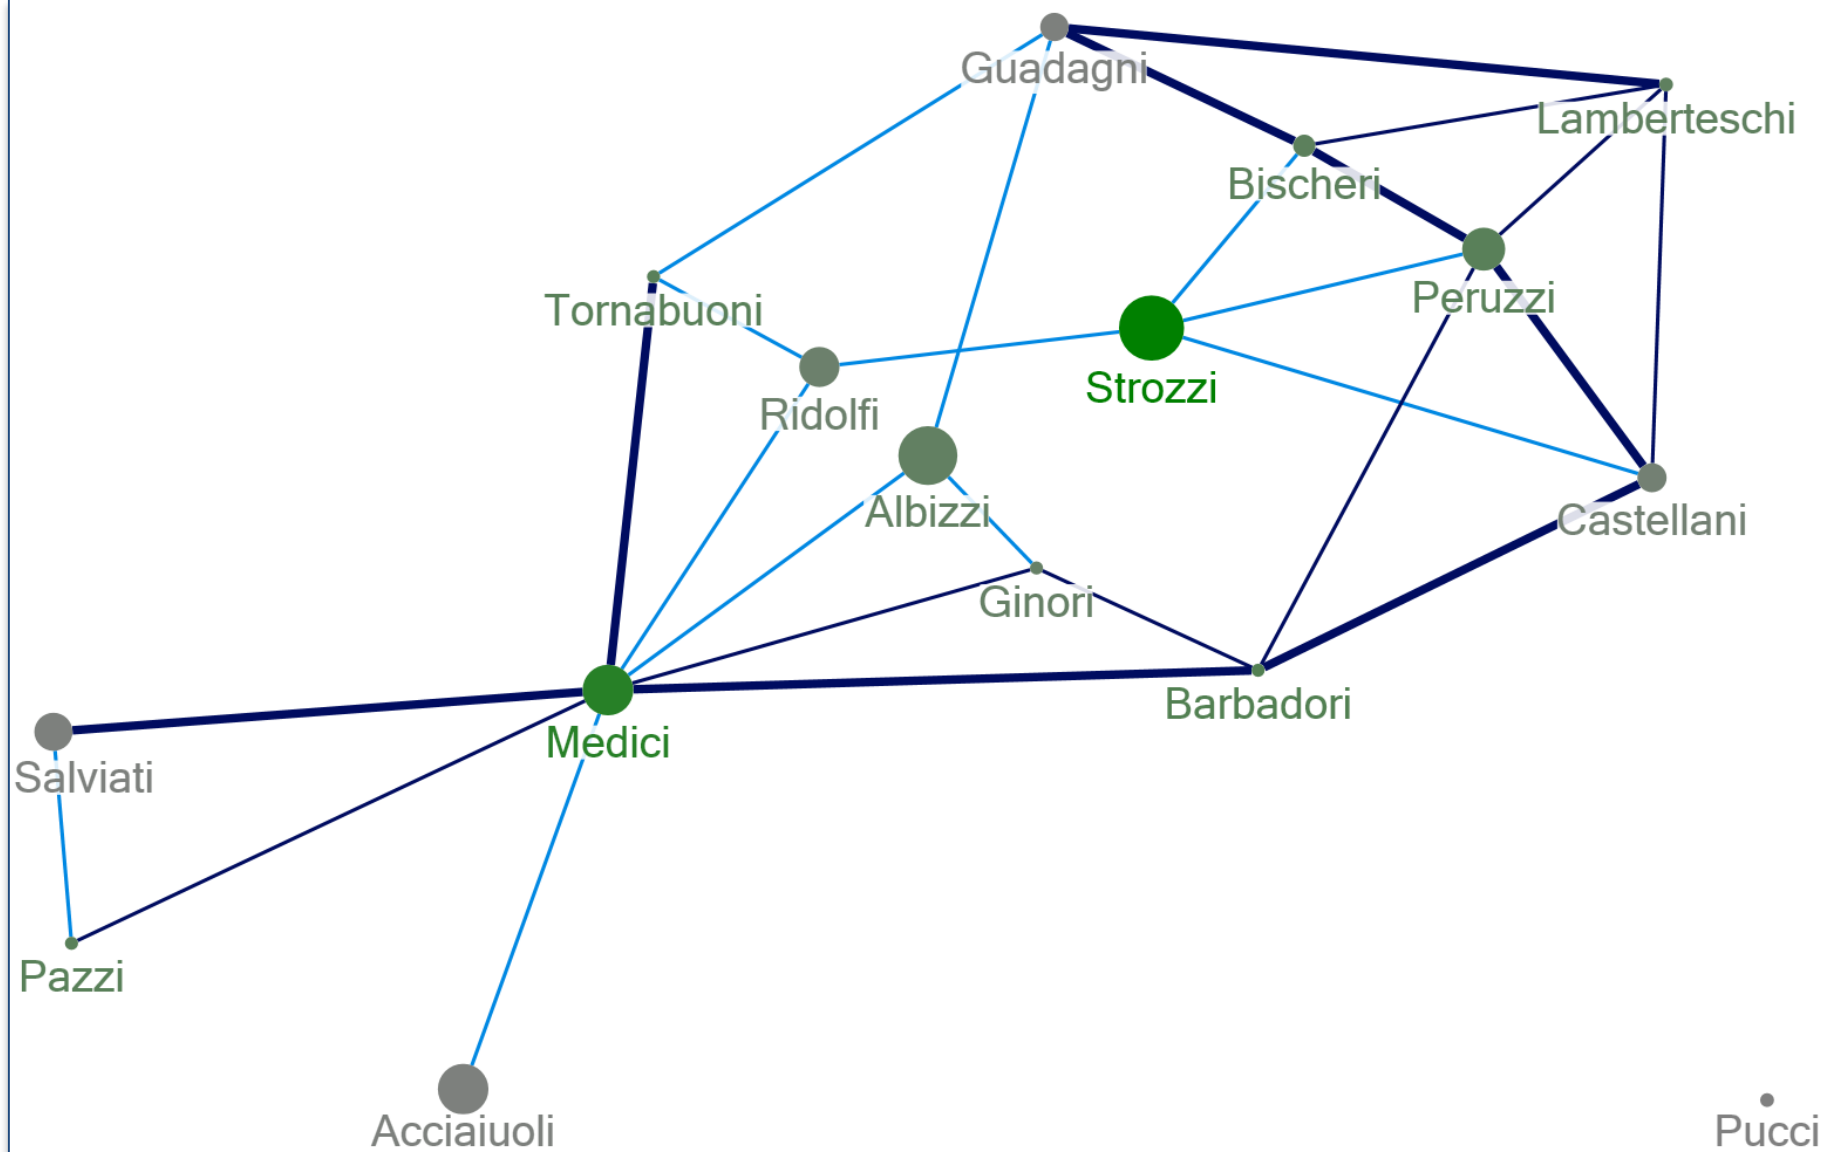 Guadagni
Lamberteschi
Bischeri
Peruzzi
Tornabuoni
Strozzi
Ridolfi
Albizzi
Castellani
Ginori
Barbadori
Medici
Salviati
Pazzi
Acciaiuoli
Pucci